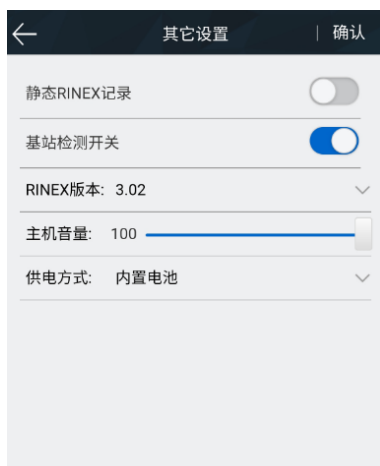 其它设置 | 确认
静态RINEX记录
基站检测开关
RINEX版本: 3.02
主机音量: 100
供电方式: 内置电池